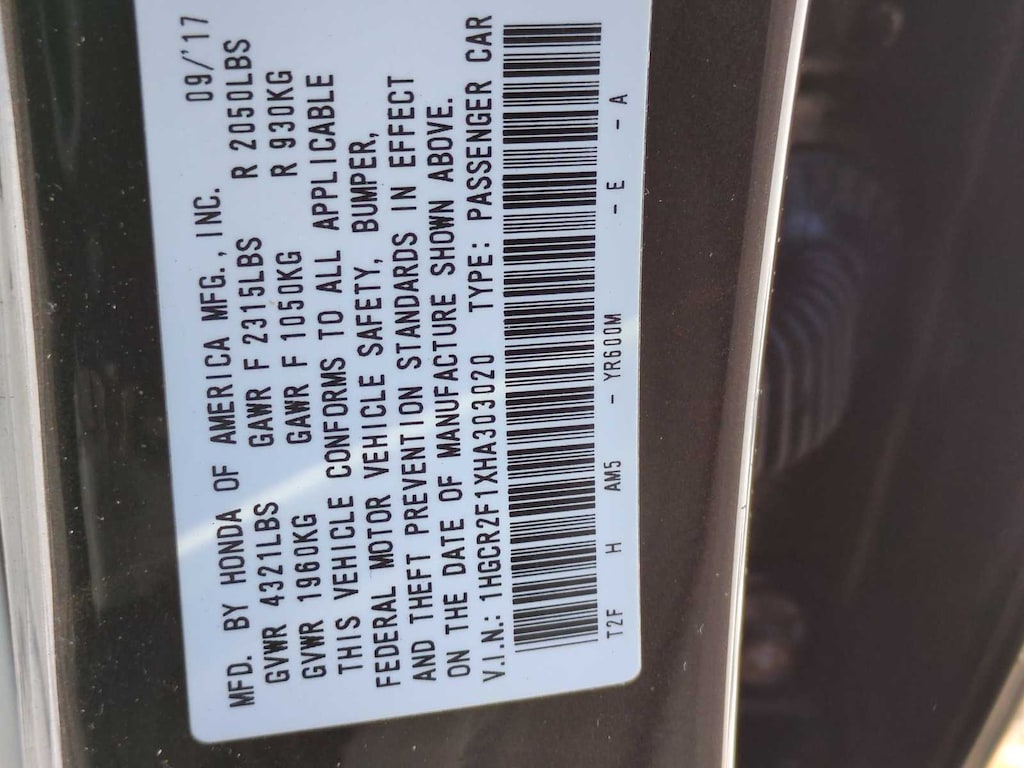 MFD. BY HONDA OF AMERICA MFG., INC. 09/'17
GVWR 4321LBS GAWR F 2315LBS R 2050LBS
GVWR 1960KG GAWR F 1050KG R 930KG
THIS VEHICLE CONFORMS TO ALL APPLICABLE
FEDERAL MOTOR VEHICLE SAFETY, BUMPER,
AND THEFT PREVENTION STANDARDS IN EFFECT
ON THE DATE OF MANUFACTURE SHOWN ABOVE.
V.I.N.: 1HGCR2F1XHA303020 TYPE: PASSENGER CAR
T2F H AM5 - YR600M - E - A